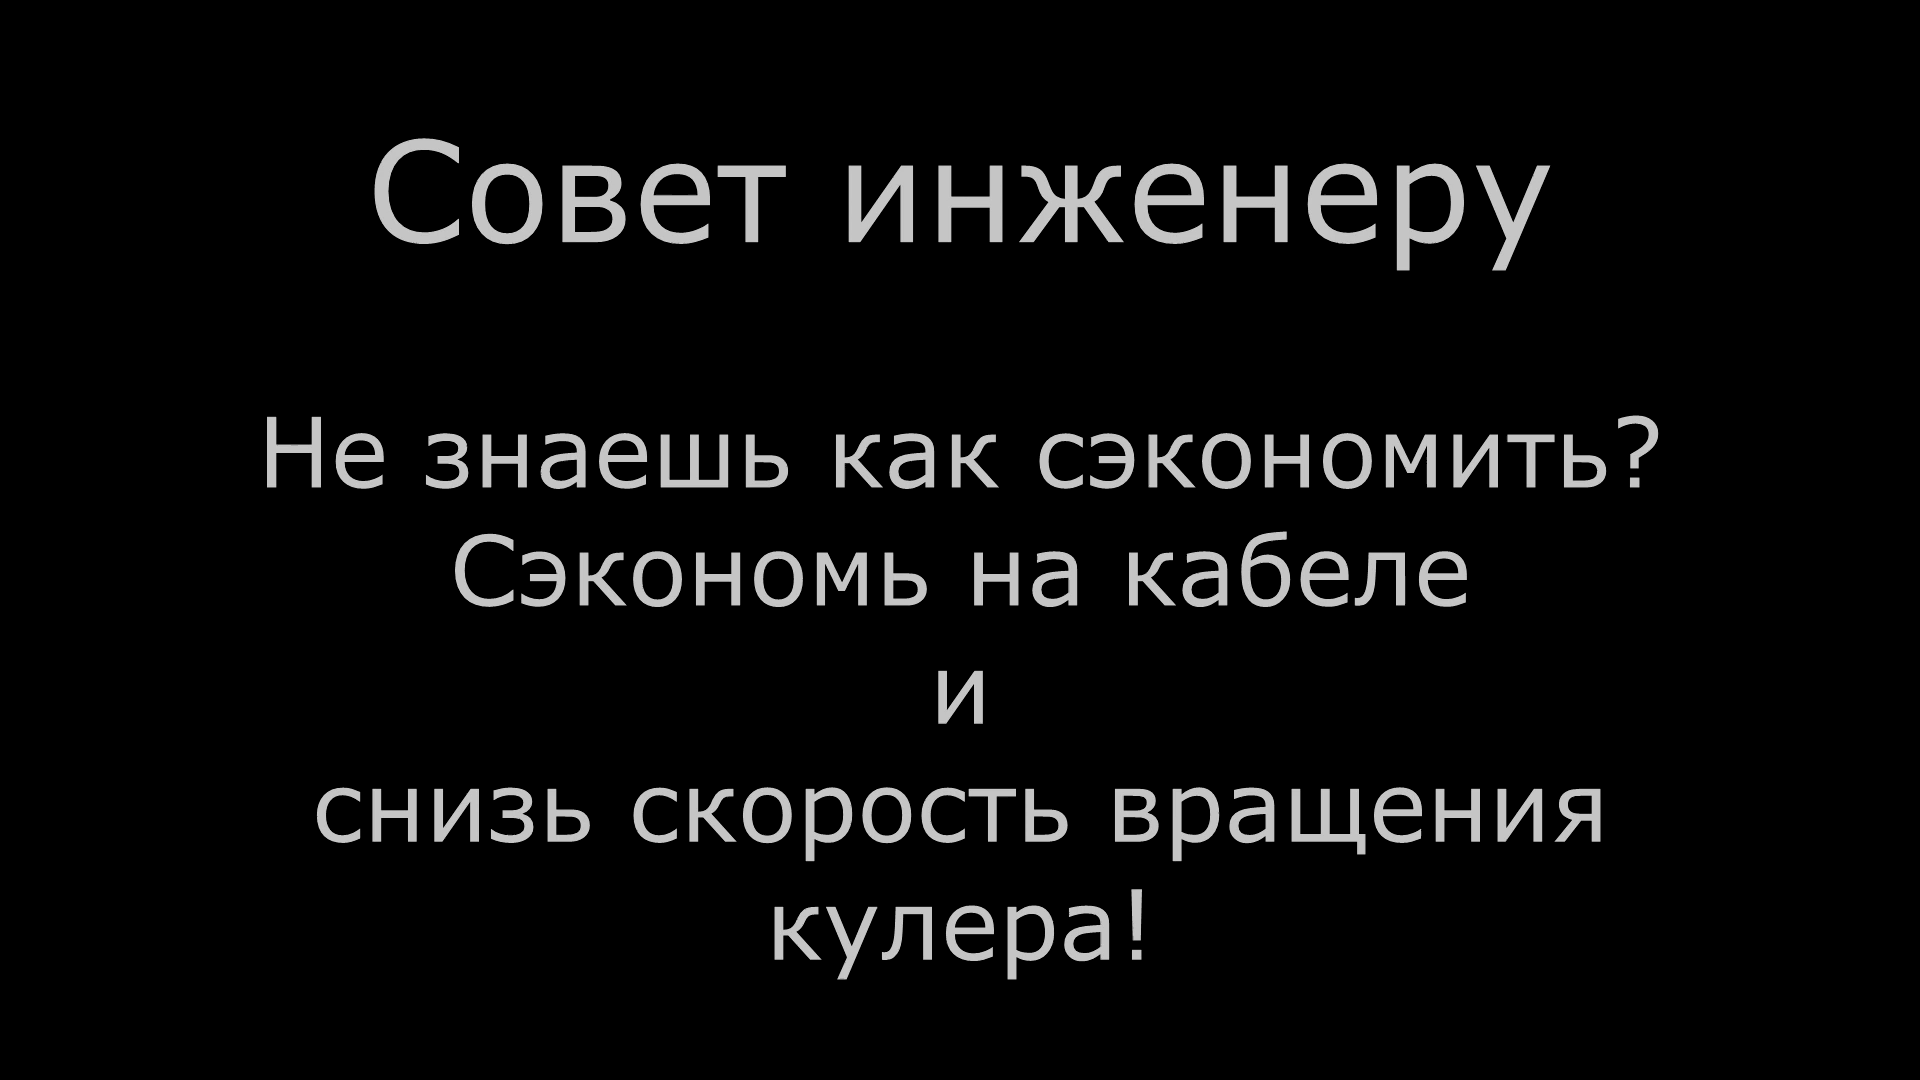 Совет инженеру
Не знаешь как сэкономить?
Сэкономь на кабеле
и
снизь скорость вращения
кулера!